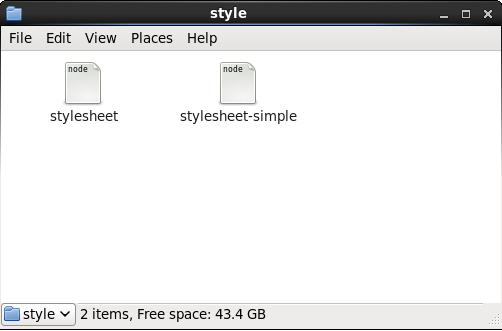 style
File Edit View Places Help
node node
stylesheet stylesheet-simple
style 2 items, Free space: 43.4 GB